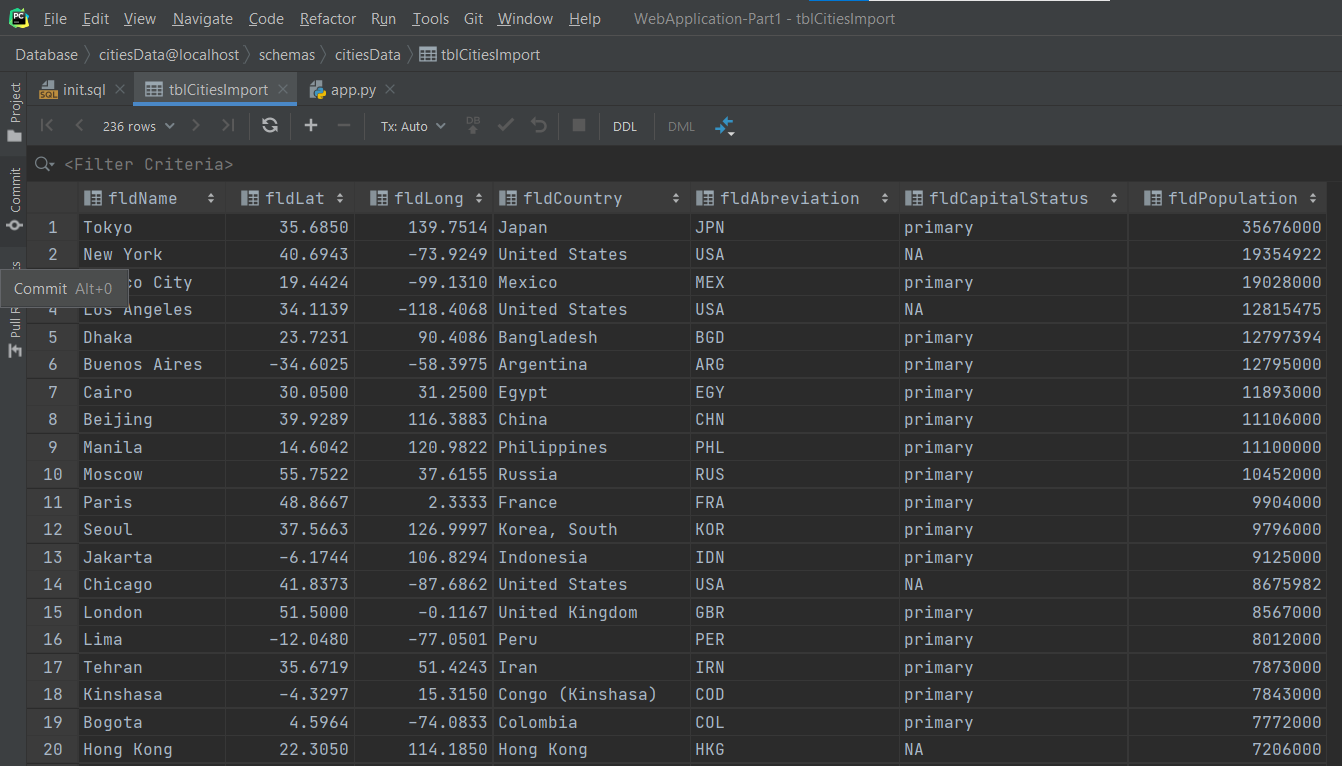 PC File Edit View Navigate Code Refactor Run Tools Git Window Help WebApplication-Part1 - tblCitiesImport
Database citiesData@localhost schemas citiesData tblCitiesImport
SQL init.sql tblCitiesImport app.py
236 rows Tx: Auto DB DDL DML
<Filter Criteria>
fldName fldLat fldLong fldCountry fldAbreviation fldCapitalStatus fldPopulation
1 Tokyo 35.6850 139.7514 Japan JPN primary 35676000
2 New York 40.6943 -73.9249 United States USA NA 19354922
co City 19.4424 -99.1310 Mexico MEX primary 19028000
4 Los Angeles 34.1139 -118.4068 United States USA NA 12815475
5 Dhaka 23.7231 90.4086 Bangladesh BGD primary 12797394
6 Buenos Aires -34.6025 -58.3975 Argentina ARG primary 12795000
7 Cairo 30.0500 31.2500 Egypt EGY primary 11893000
8 Beijing 39.9289 116.3883 China CHN primary 11106000
9 Manila 14.6042 120.9822 Philippines PHL primary 11100000
10 Moscow 55.7522 37.6155 Russia RUS primary 10452000
11 Paris 48.8667 2.3333 France FRA primary 9904000
12 Seoul 37.5663 126.9997 Korea, South KOR primary 9796000
13 Jakarta -6.1744 106.8294 Indonesia IDN primary 9125000
14 Chicago 41.8373 -87.6862 United States USA NA 8675982
15 London 51.5000 -0.1167 United Kingdom GBR primary 8567000
16 Lima -12.0480 -77.0501 Peru PER primary 8012000
17 Tehran 35.6719 51.4243 Iran IRN primary 7873000
18 Kinshasa -4.3297 15.3150 Congo (Kinshasa) COD primary 7843000
19 Bogota 4.5964 -74.0833 Colombia COL primary 7772000
20 Hong Kong 22.3050 114.1850 Hong Kong HKG NA 7206000
Project
Commit
Pull
Commit Alt+0